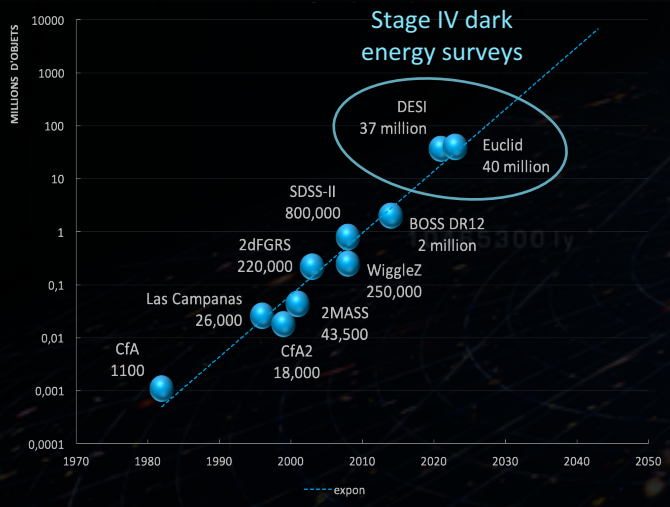 Stage IV dark
energy surveys
MILLIONS D'OBJETS
10000
1000
100
10
1
0,1
0,01
0,001
0,0001
DESI
37 million
Euclid
40 million
SDSS-II
800,000
BOSS DR12
2 million
2dFGRS
220,000
WiggleZ
250,000
Las Campanas
26,000
2MASS
43,500
CfA2
18,000
CfA
1100
1970
1980
1990
2000
2010
2020
2030
2040
2050
expon